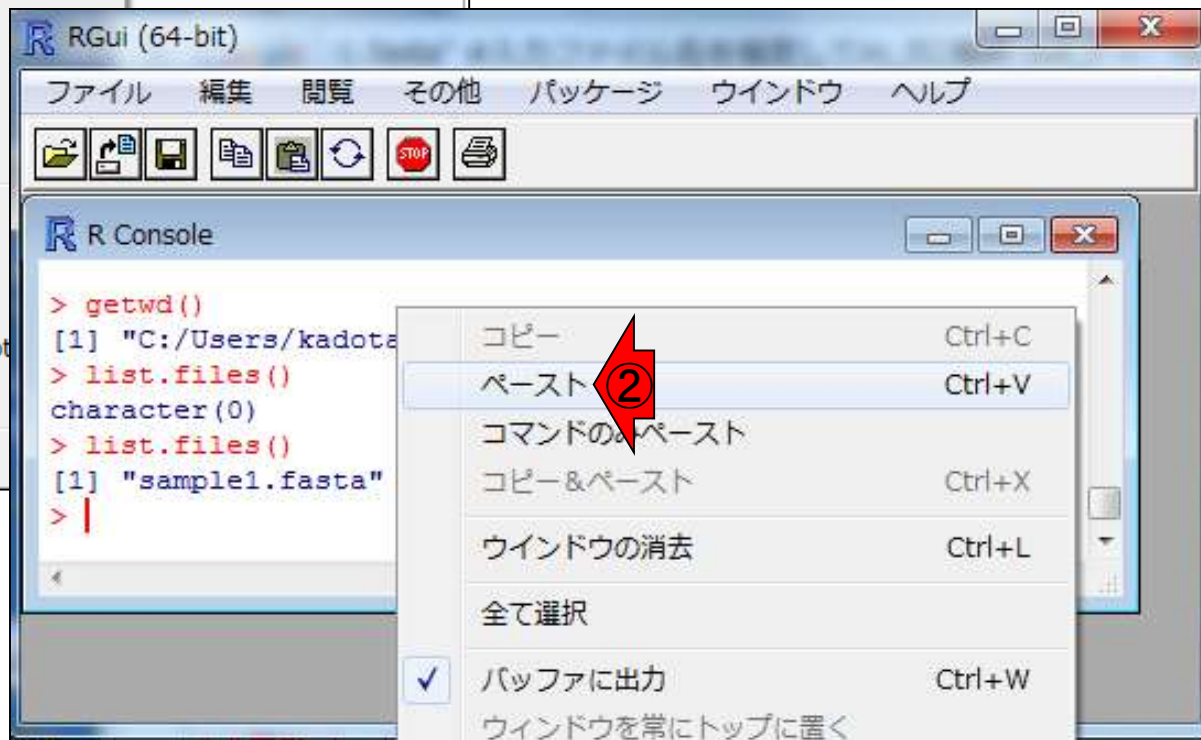 RGui (64-bit)
ファイル 編集 閲覧 その他 パッケージ ウインドウ ヘルプ
STOP
R Console
> getwd()
[1] "C:/Users/kadota
> list.files()
character(0)
> list.files()
[1] "sample1.fasta"
>
コピー Ctrl+C
ペースト Ctrl+V
②
コマンドのみペースト
コピー&ペースト Ctrl+X
ウインドウの消去 Ctrl+L
全て選択
✓ バッファに出力 Ctrl+W
ウィンドウを常にトップに置く